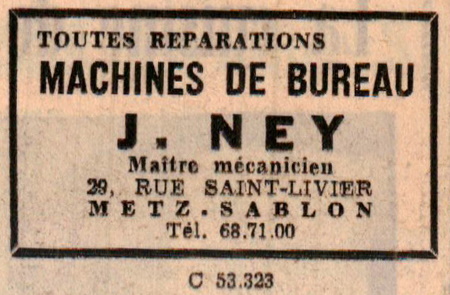 TOUTES REPARATIONS
MACHINES DE BUREAU
J. NEY
Maître mécanicien
29, RUE SAINT-LIVIER
METZ.SABLON
Tél. 68.71.00
C 53.323